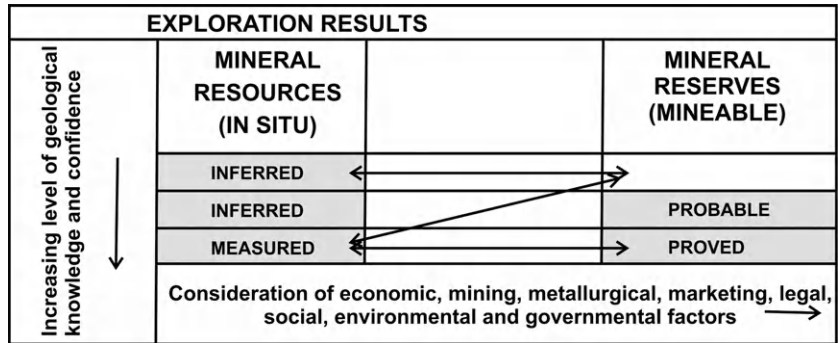 EXPLORATION RESULTS
Increasing level of geological
knowledge and confidence
MINERAL
RESOURCES
(IN SITU)
MINERAL
RESERVES
(MINEABLE)
INFERRED
INFERRED
PROBABLE
MEASURED
PROVED
Consideration of economic, mining, metallurgical, marketing, legal,
social, environmental and governmental factors